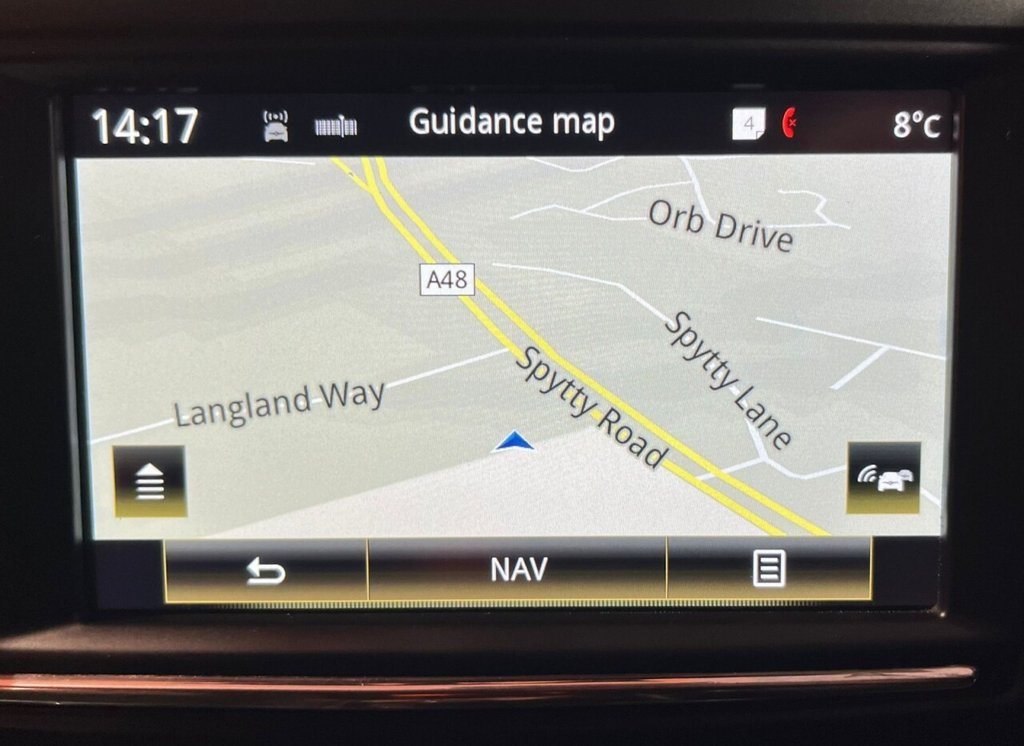 14:17
Guidance map
4
8°C
Orb Drive
A48
Spytty Lane
Spytty Road
Langland Way
NAV